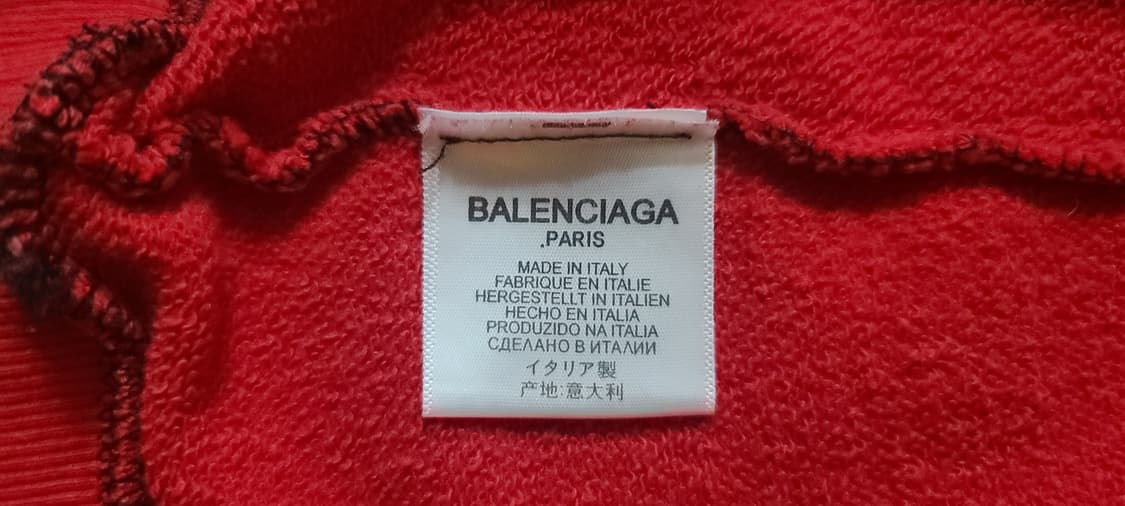 BALENCIAGA
.PARIS
MADE IN ITALY
FABRIQUE EN ITALIE
HERGESTELLT IN ITALIEN
HECHO EN ITALIA
PRODUZIDO NA ITALIA
СДЕЛАНО В ИТАЛИИ
イタリア製
产地:意大利